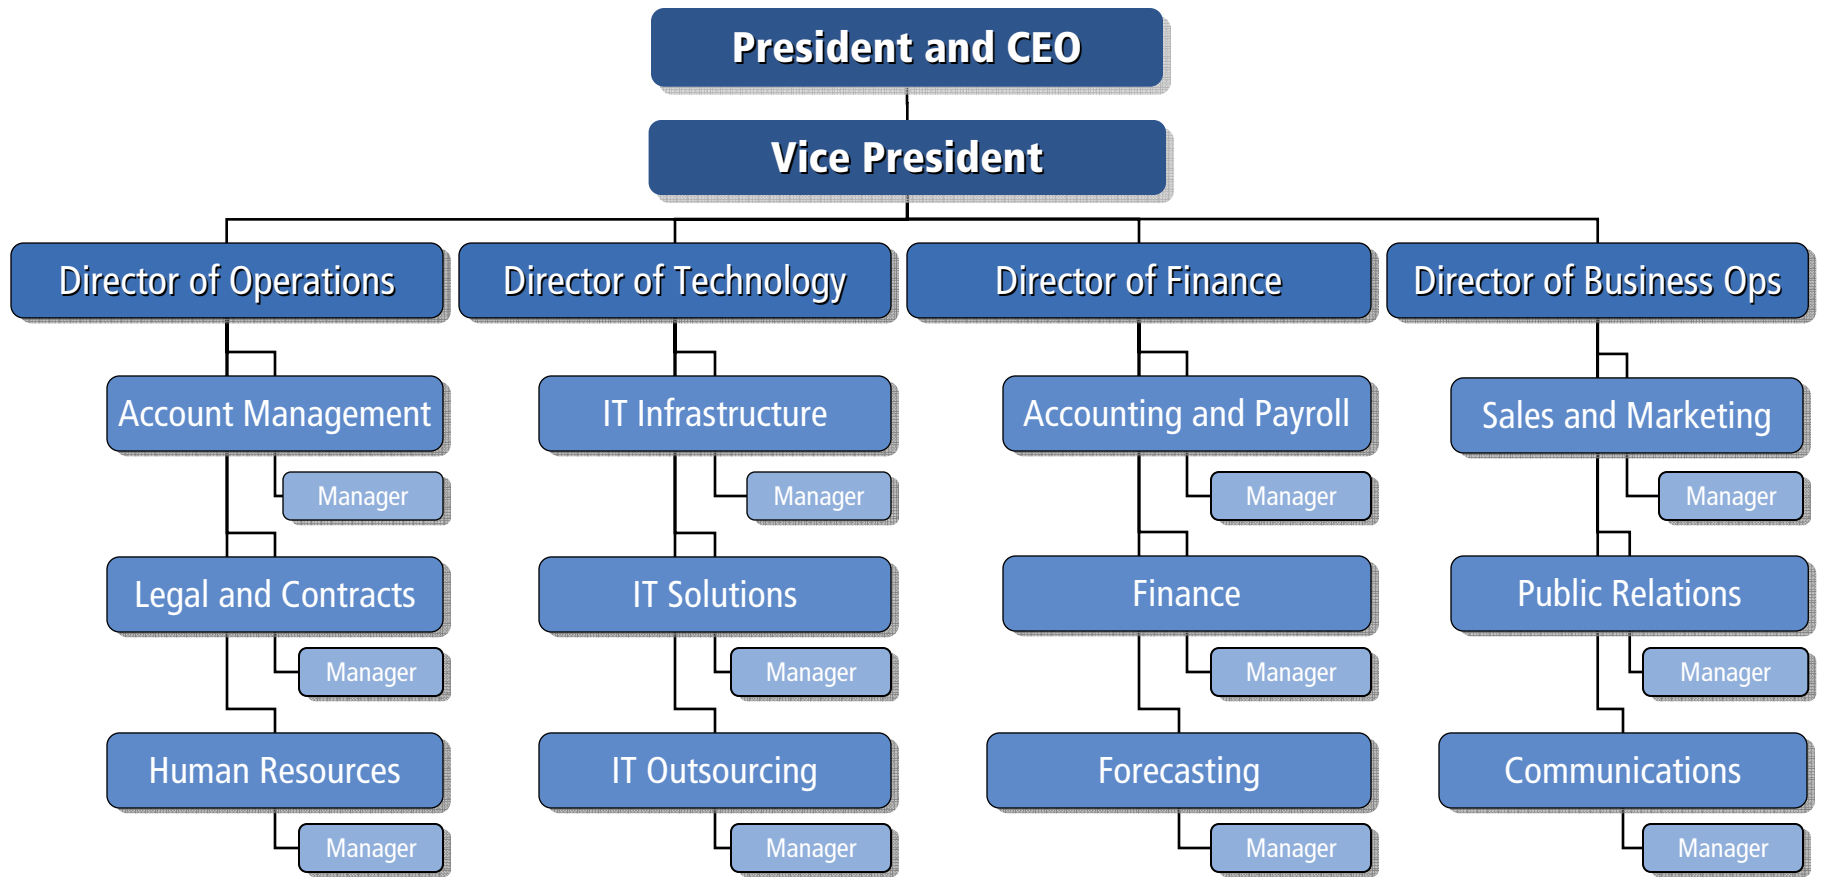 President and CEO
Vice President
Director of Operations
Director of Technology
Director of Finance
Director of Business Ops
Account Management
IT Infrastructure
Accounting and Payroll
Sales and Marketing
Manager
Manager
Manager
Manager
Legal and Contracts
IT Solutions
Finance
Public Relations
Manager
Manager
Manager
Manager
Human Resources
IT Outsourcing
Forecasting
Communications
Manager
Manager
Manager
Manager